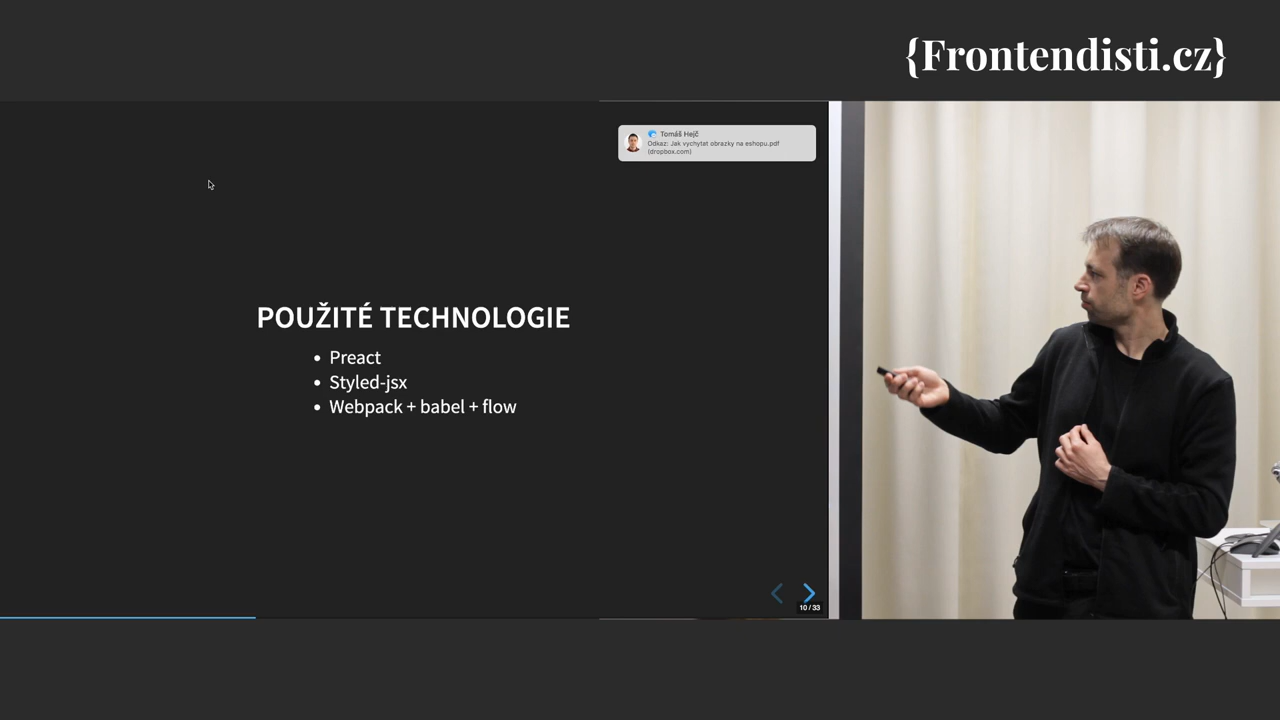 {Frontendisti.cz}
Tomáš Hejč
Odkaz: Jak vychytat obrazky na eshopu.pdf
(dropbox.com)
POUŽITÉ TECHNOLOGIE
• Preact
• Styled-jsx
• Webpack + babel + flow
10 / 33